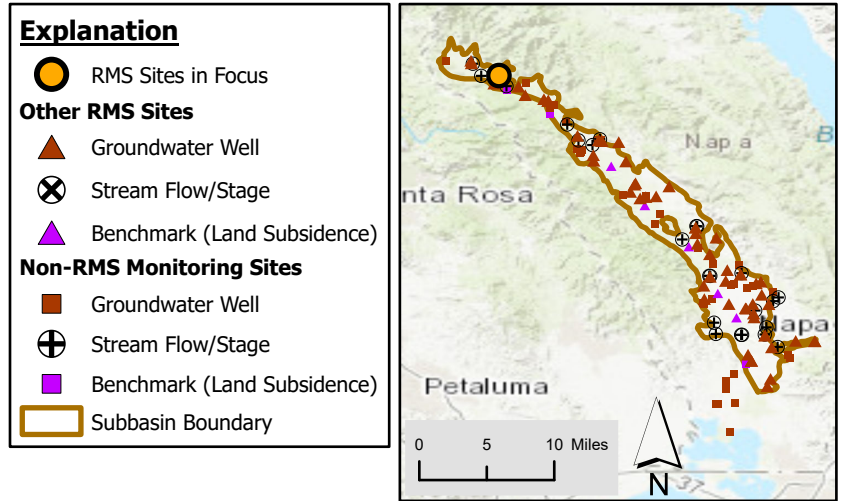 Explanation
RMS Sites in Focus
Other RMS Sites
Groundwater Well
Stream Flow/Stage
Benchmark (Land Subsidence)
Non-RMS Monitoring Sites
Groundwater Well
Stream Flow/Stage
Benchmark (Land Subsidence)
Subbasin Boundary
Napa
B
nta Rosa
Napa
Petaluma
0 5 10 Miles
N
37